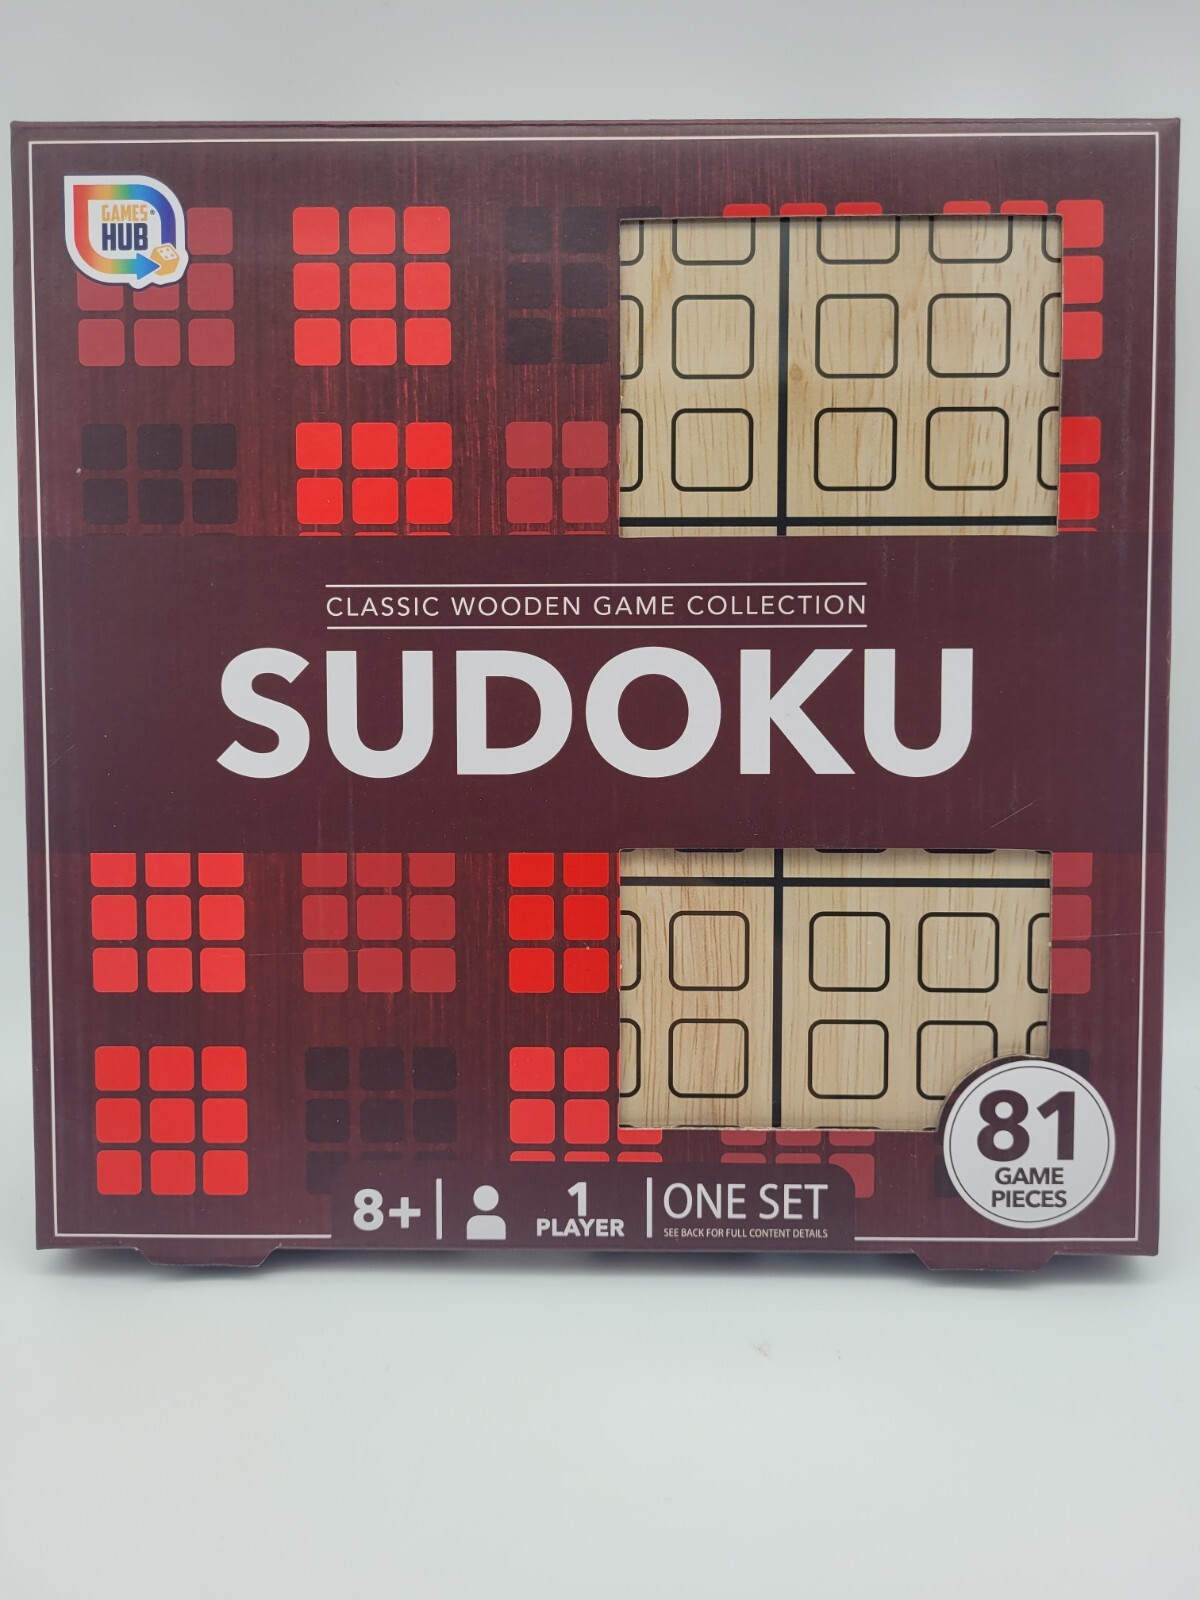 GAMES®
HUB
CLASSIC WOODEN GAME COLLECTION
SUDOKU
81
GAME
PIECES
8+
1
PLAYER
ONE SET
SEE BACK FOR FULL CONTENT DETAILS